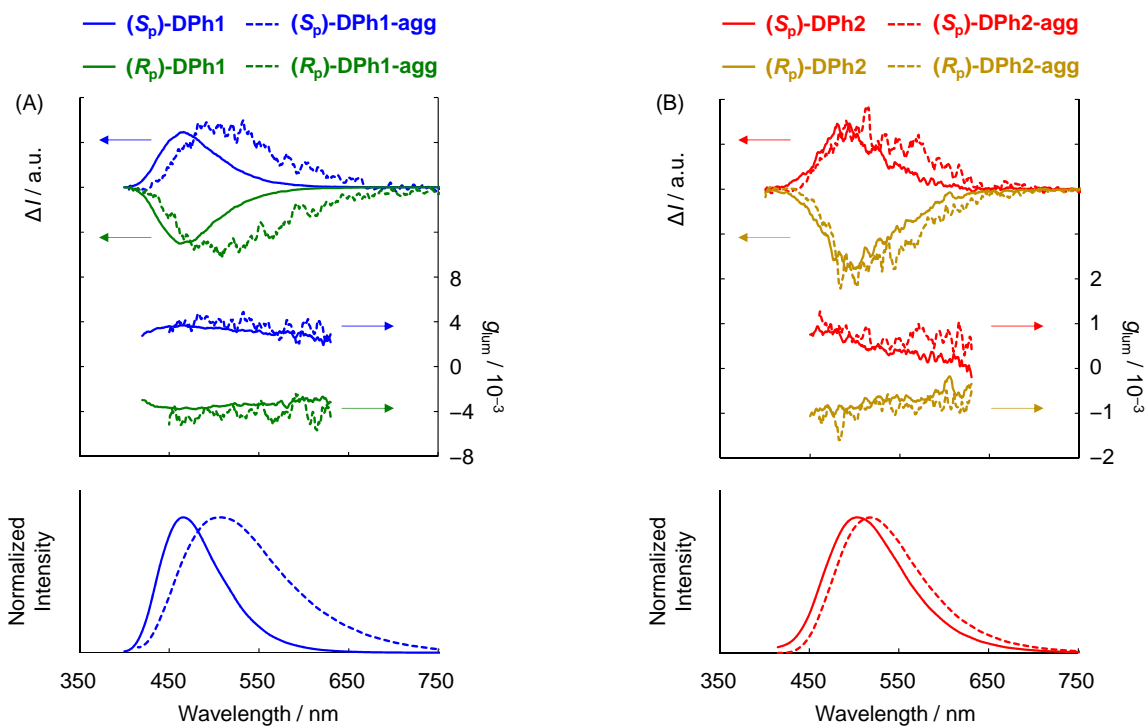 (Sp)-DPh1 (Sp)-DPh1-agg
(Rp)-DPh1 (Rp)-DPh1-agg
(A)
ΔI / a.u.
8
4
0
–4
–8
glum / 10–3
Normalized
Intensity
350 450 550 650 750
Wavelength / nm
(Sp)-DPh2 (Sp)-DPh2-agg
(Rp)-DPh2 (Rp)-DPh2-agg
(B)
ΔI / a.u.
2
1
0
–1
–2
glum / 10–3
Normalized
Intensity
350 450 550 650 750
Wavelength / nm